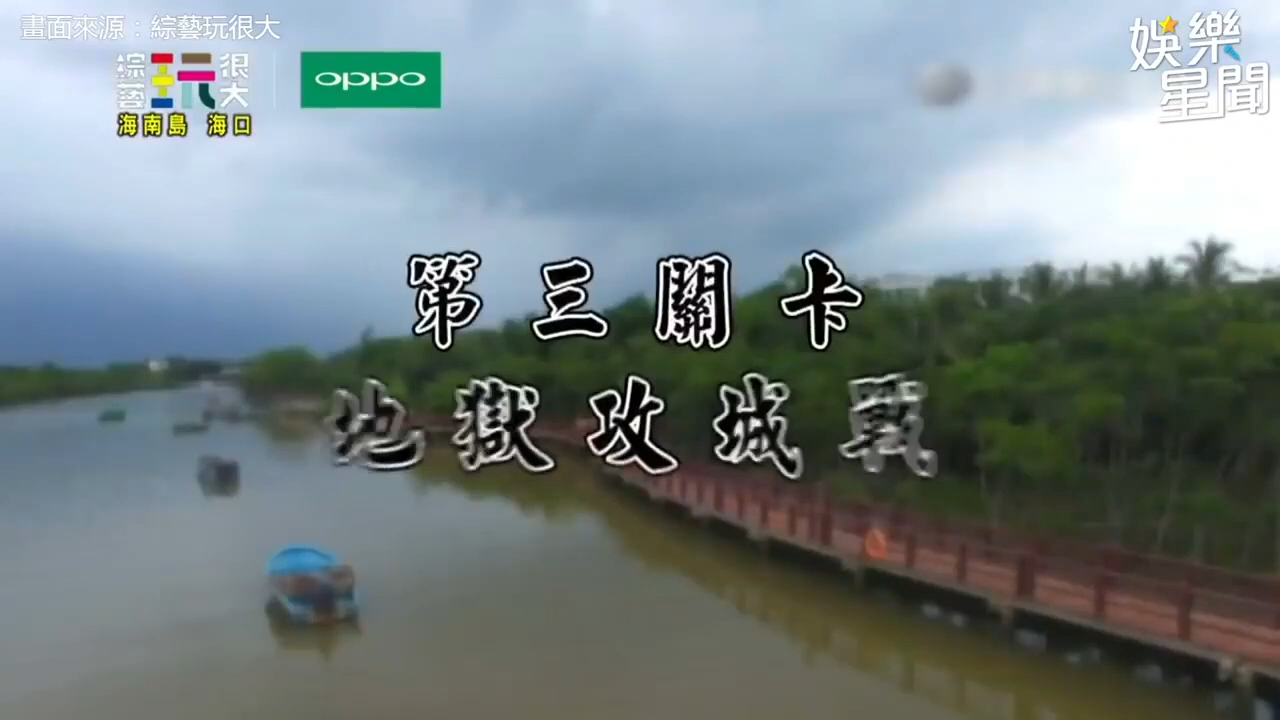 畫面來源：綜藝玩很大
娛樂
星聞
綜藝玩很大
oppo
海南島 海口
第三關卡
地獄攻城戰